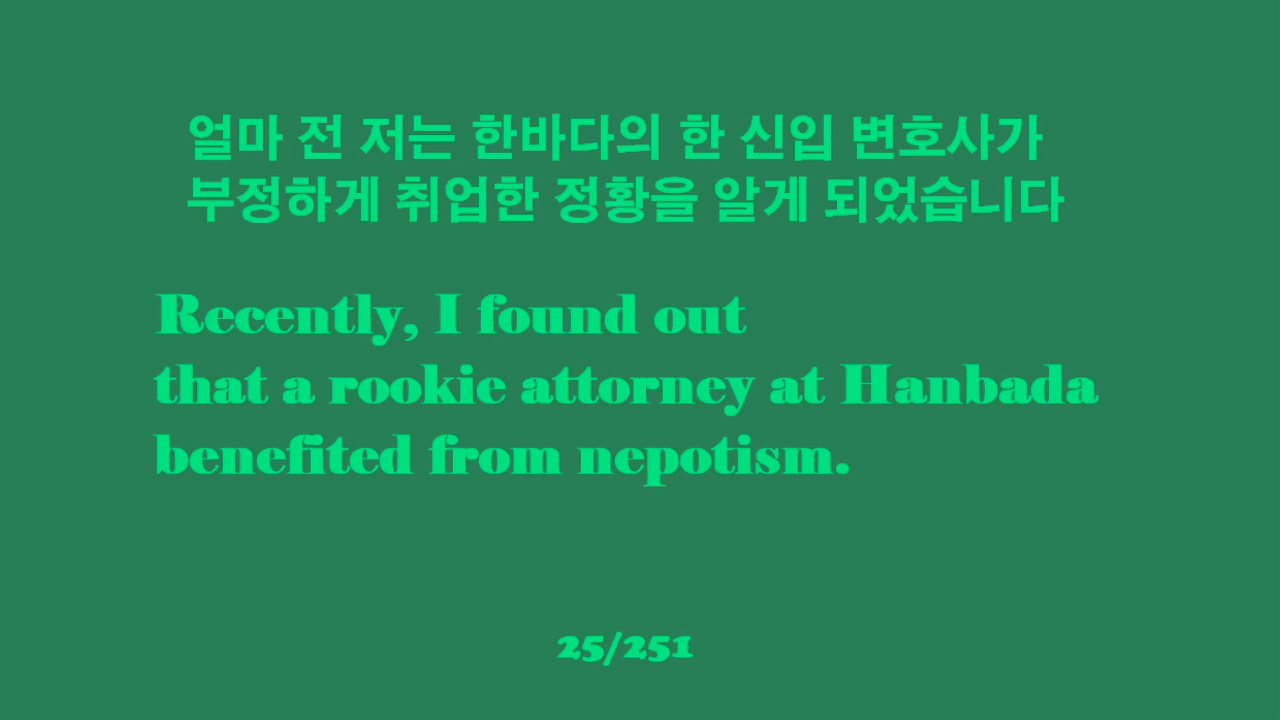 얼마 전 저는 한바다의 한 신입 변호사가
부정하게 취업한 정황을 알게 되었습니다
Recently, I found out
that a rookie attorney at Hanbada
benefited from nepotism.
25/251